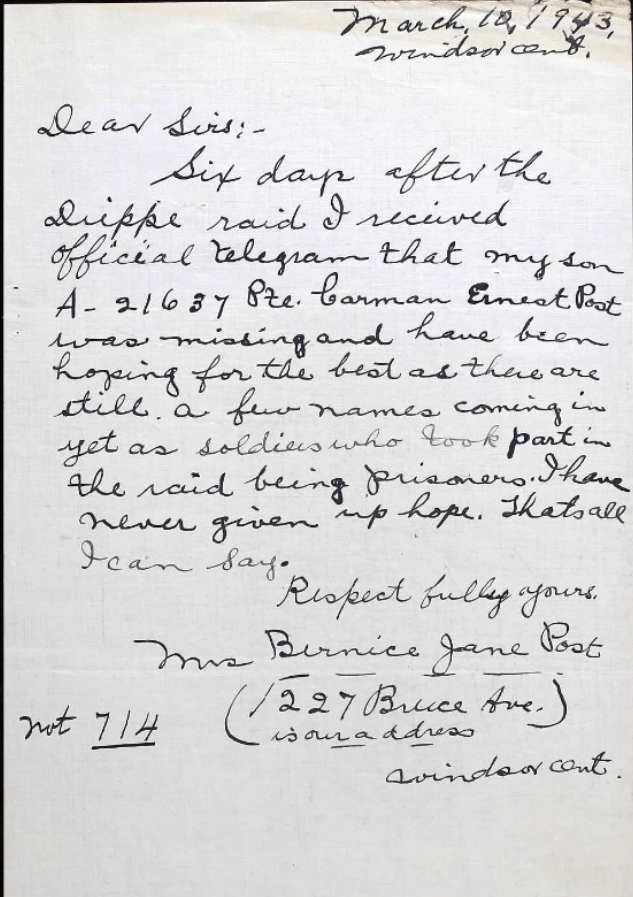 March, 10, 1943,
Windsor Ont.
Dear Sirs:-
Six days after the
Dieppe raid I received
official telegram that my son
A-21637 Pte. Carman Ernest Post
was missing and have been
hoping for the best as there are
still. a few names coming in
yet as soldiers who took part in
the raid being prisoners. I have
never given up hope. Thats all
I can say.
Respect fully yours.
Mrs Bernice Jane Post
(1227 Bruce Ave.)
is our address
not 714
Windsor Ont.